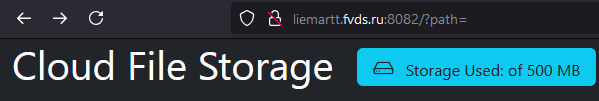 liemartt.fvds.ru:8082/?path=
Cloud File Storage
Storage Used: of 500 MB